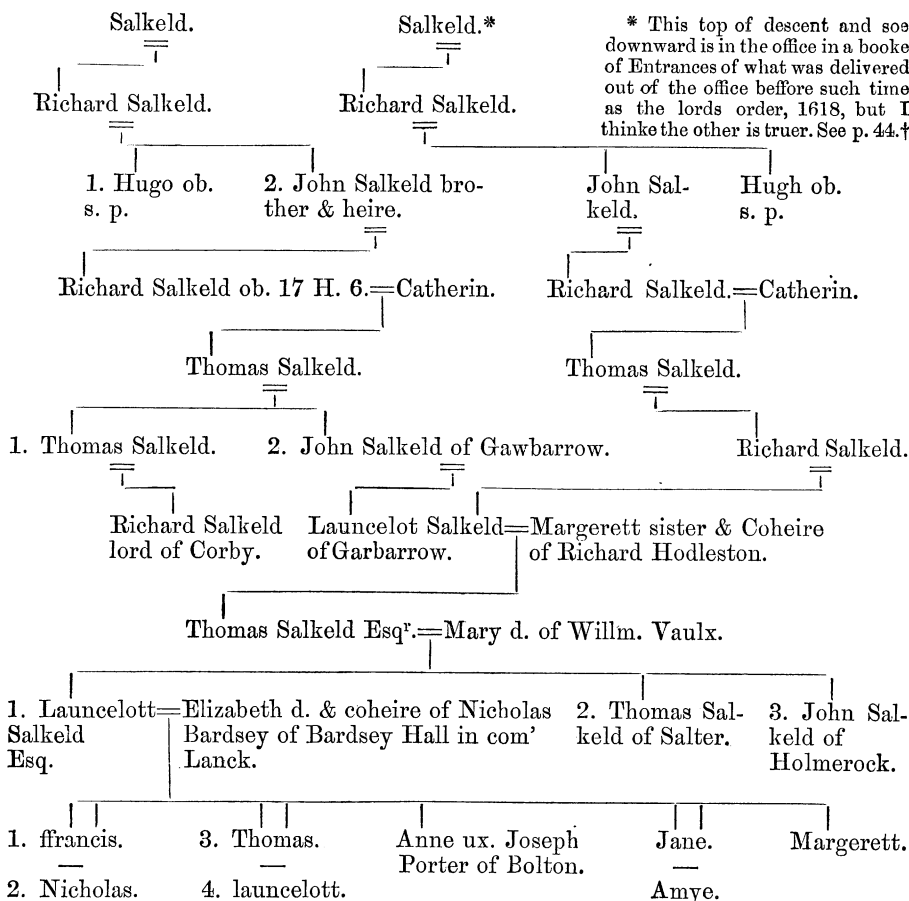 Salkeld.
Salkeld.*
* This top of descent and soe
downward is in the office in a booke
of Entrances of what was delivered
out of the office beffore such time
as the lords order, 1618, but I
thinke the other is truer. See p. 44.†
Richard Salkeld.
Richard Salkeld.
1. Hugo ob.
s. p.
2. John Salkeld bro-
ther & heire.
John Sal-
keld.
Hugh ob.
s. p.
Richard Salkeld ob. 17 H. 6.=Catherin.
Richard Salkeld.=Catherin.
Thomas Salkeld.
Thomas Salkeld.
1. Thomas Salkeld.
2. John Salkeld of Gawbarrow.
Richard Salkeld.
Richard Salkeld
lord of Corby.
Launcelot Salkeld=Margerett sister & Coheire
of Garbarrow.
of Richard Hodleston.
Thomas Salkeld Esqr.=Mary d. of Willm. Vaulx.
1. Launcelott=
Salkeld
Esq.
Elizabeth d. & coheire of Nicholas
Bardsey of Bardsey Hall in com'
Lanck.
2. Thomas Sal-
keld of Salter.
3. John Sal-
keld of
Holmerock.
1. ffrancis.
2. Nicholas.
3. Thomas.
4. launcelott.
Anne ux. Joseph
Porter of Bolton.
Jane.
Amye.
Margerett.